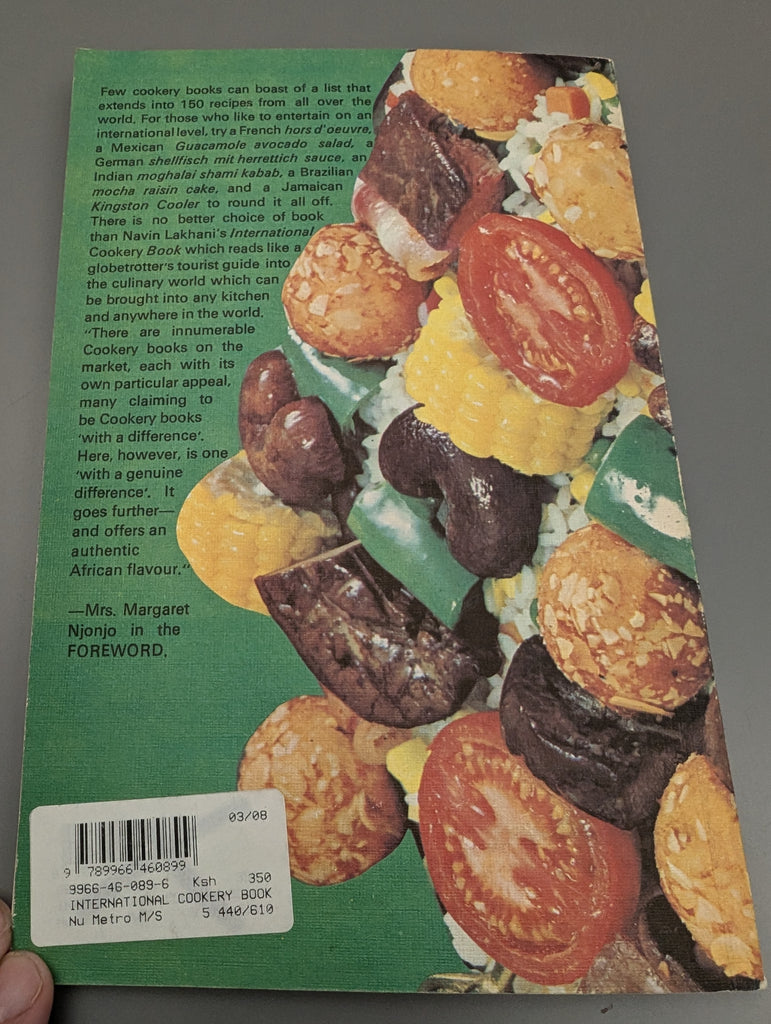 Few cookery books can boast of a list that
extends into 150 recipes from all over the
world. For those who like to entertain on an
international level, try a French hors d'oeuvre,
a Mexican Guacamole avocado salad, a
German shellfisch mit herrettich sauce, an
Indian moghalai shami kabab, a Brazilian
mocha raisin cake, and a Jamaican
Kingston Cooler to round it all off.
There is no better choice of book
than Navin Lakhani's International
Cookery Book which reads like a
globetrotter's tourist guide into
the culinary world which can
be brought into any kitchen
and anywhere in the world.
"There are innumerable
Cookery books on the
market, each with its
own particular appeal,
many claiming to
be Cookery books
'with a difference'.
Here, however, is one
'with a genuine
difference'. It
goes further—
and offers an
authentic
African flavour."
—Mrs. Margaret
Njonjo in the
FOREWORD,
03/08
9 789966 460899
9966-46-089-6 Ksh 350
INTERNATIONAL COOKERY BOOK
Nu Metro M/S 5 440/610